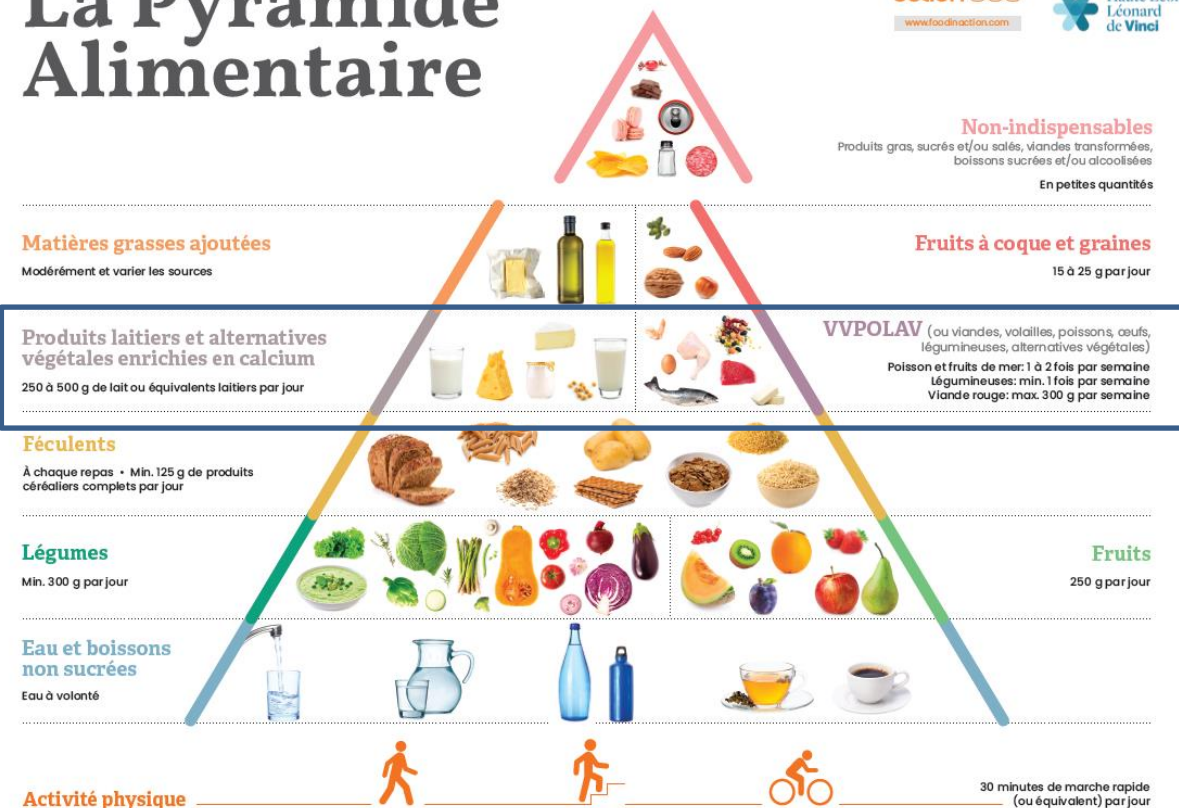 La Pyramide
Alimentaire
www.foodinaction.com
Léonard
de Vinci
Non-indispensables
Produits gras, sucrés et/ou salés, viandes transformées,
boissons sucrées et/ou alcoolisées
En petites quantités
Matières grasses ajoutées
Modérément et varier les sources
Fruits à coque et graines
15 à 25 g par jour
Produits laitiers et alternatives
végétales enrichies en calcium
250 à 500 g de lait ou équivalents laitiers par jour
VVPOLAV (ou viandes, volailles, poissons, œufs,
légumineuses, alternatives végétales)
Poisson et fruits de mer: 1 à 2 fois par semaine
Légumineuses: min. 1 fois par semaine
Viande rouge: max. 300 g par semaine
Féculents
À chaque repas • Min. 125 g de produits
céréaliers complets par jour
Légumes
Min. 300 g par jour
Fruits
250 g par jour
Eau et boissons
non sucrées
Eau à volonté
Activité physique
30 minutes de marche rapide
(ou équivalent) par jour